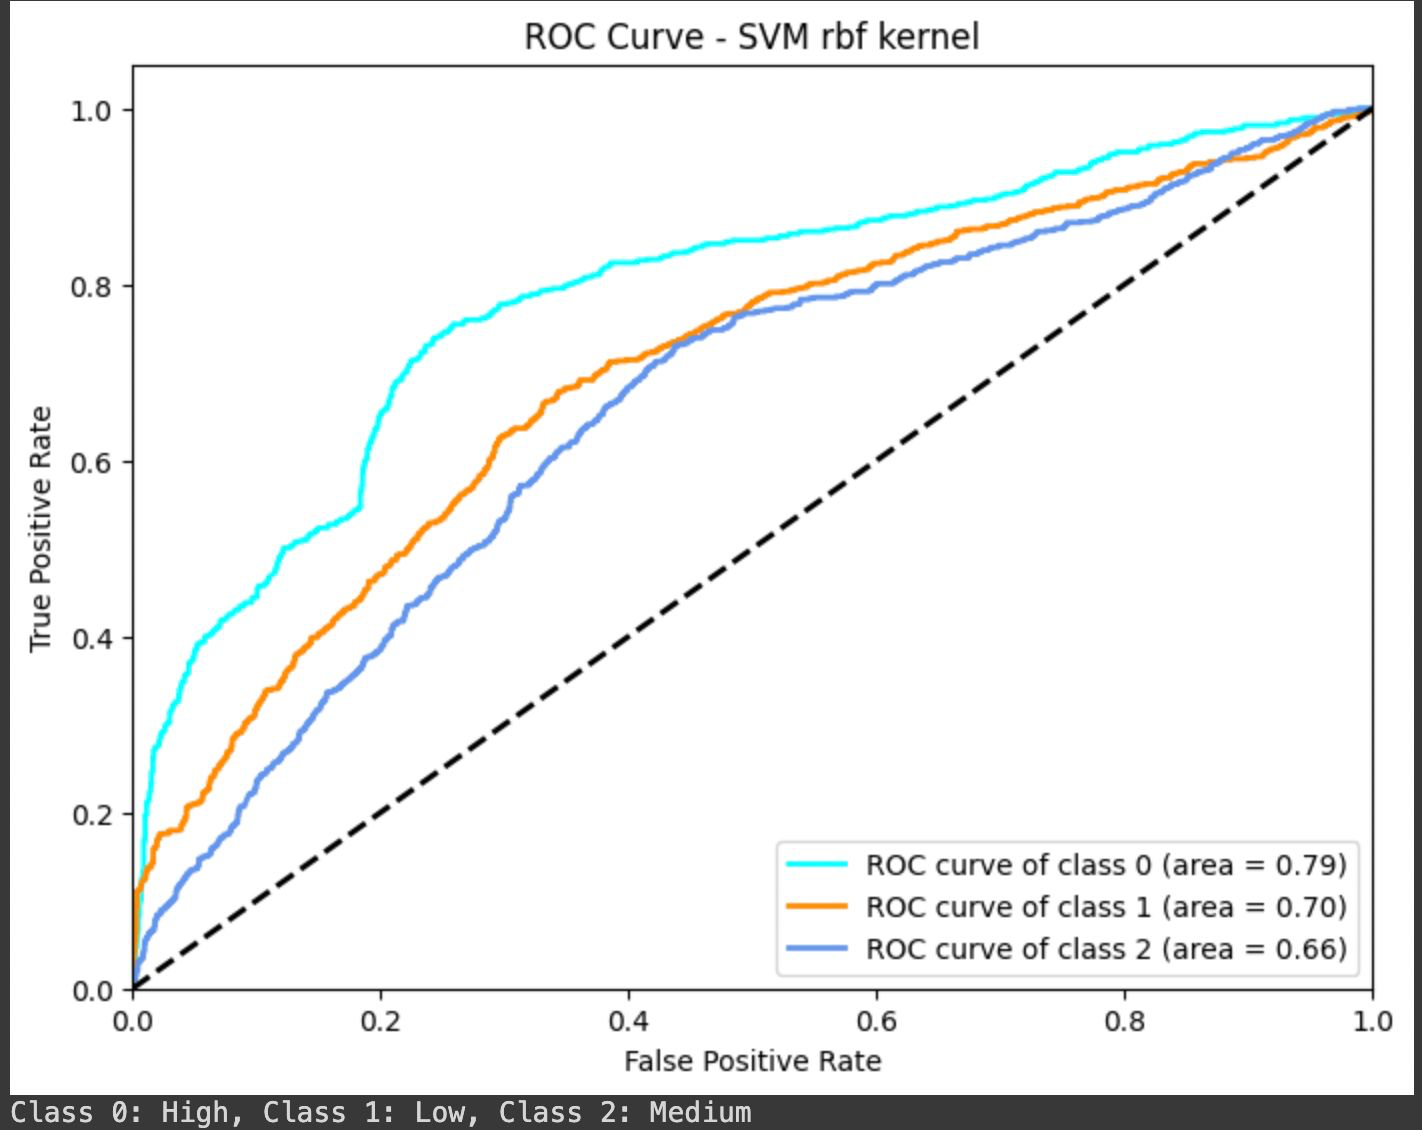 ROC Curve - SVM rbf kernel
1.0
0.8
0.6
0.4
0.2
0.0
True Positive Rate
ROC curve of class 0 (area = 0.79)
ROC curve of class 1 (area = 0.70)
ROC curve of class 2 (area = 0.66)
0.0 0.2 0.4 0.6 0.8 1.0
False Positive Rate
Class 0: High, Class 1: Low, Class 2: Medium